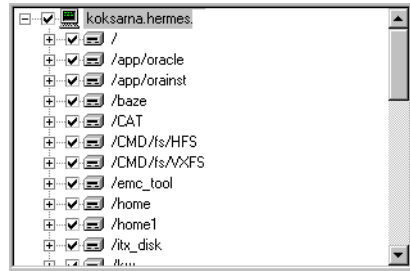 koksarna.hermes.
/
/app/oracle
/app/orainst
/baze
/CAT
/CMD/fs/HFS
/CMD/fs/VXFS
/emc_tool
/home
/home1
/itx_disk